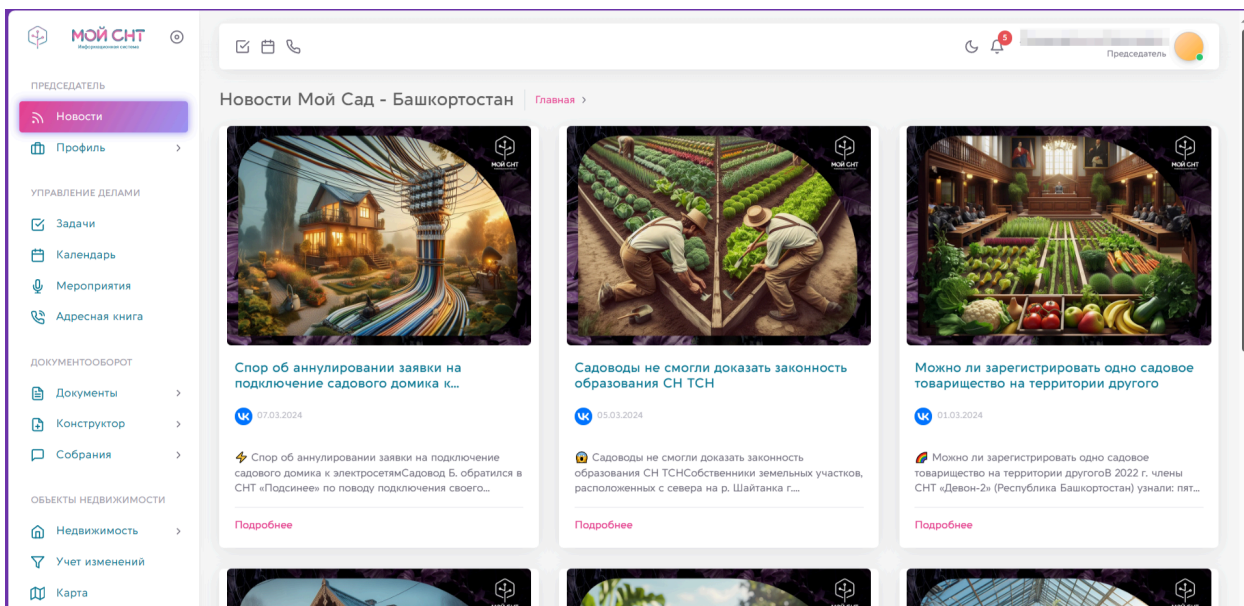 МОЙ СНТ
Информационная система
5
Председатель
ПРЕДСЕДАТЕЛЬ
Новости
Профиль
УПРАВЛЕНИЕ ДЕЛАМИ
Задачи
Календарь
Мероприятия
Адресная книга
ДОКУМЕНТООБОРОТ
Документы
Конструктор
Собрания
ОБЪЕКТЫ НЕДВИЖИМОСТИ
Недвижимость
Учет изменений
Карта
Новости Мой Сад - Башкортостан
Главная >
МОЙ СНТ
Спор об аннулировании заявки на
подключение садового домика к...
07.03.2024
⚡ Спор об аннулировании заявки на подключение
садового домика к электросетямСадовод Б. обратился в
СНТ «Подсинее» по поводу подключения своего...
Подробнее
МОЙ СНТ
Садоводы не смогли доказать законность
образования СН ТСН
05.03.2024
😱 Садоводы не смогли доказать законность
образования СН ТСНСобственники земельных участков,
расположенных с севера на р. Шайтанка г....
Подробнее
МОЙ СНТ
Можно ли зарегистрировать одно садовое
товарищество на территории другого
01.03.2024
🌈 Можно ли зарегистрировать одно садовое
товарищество на территории другогоВ 2022 г. члены
СНТ «Девон-2» (Республика Башкортостан) узнали: пят...
Подробнее
МОЙ СНТ
МОЙ СНТ
МОЙ СНТ